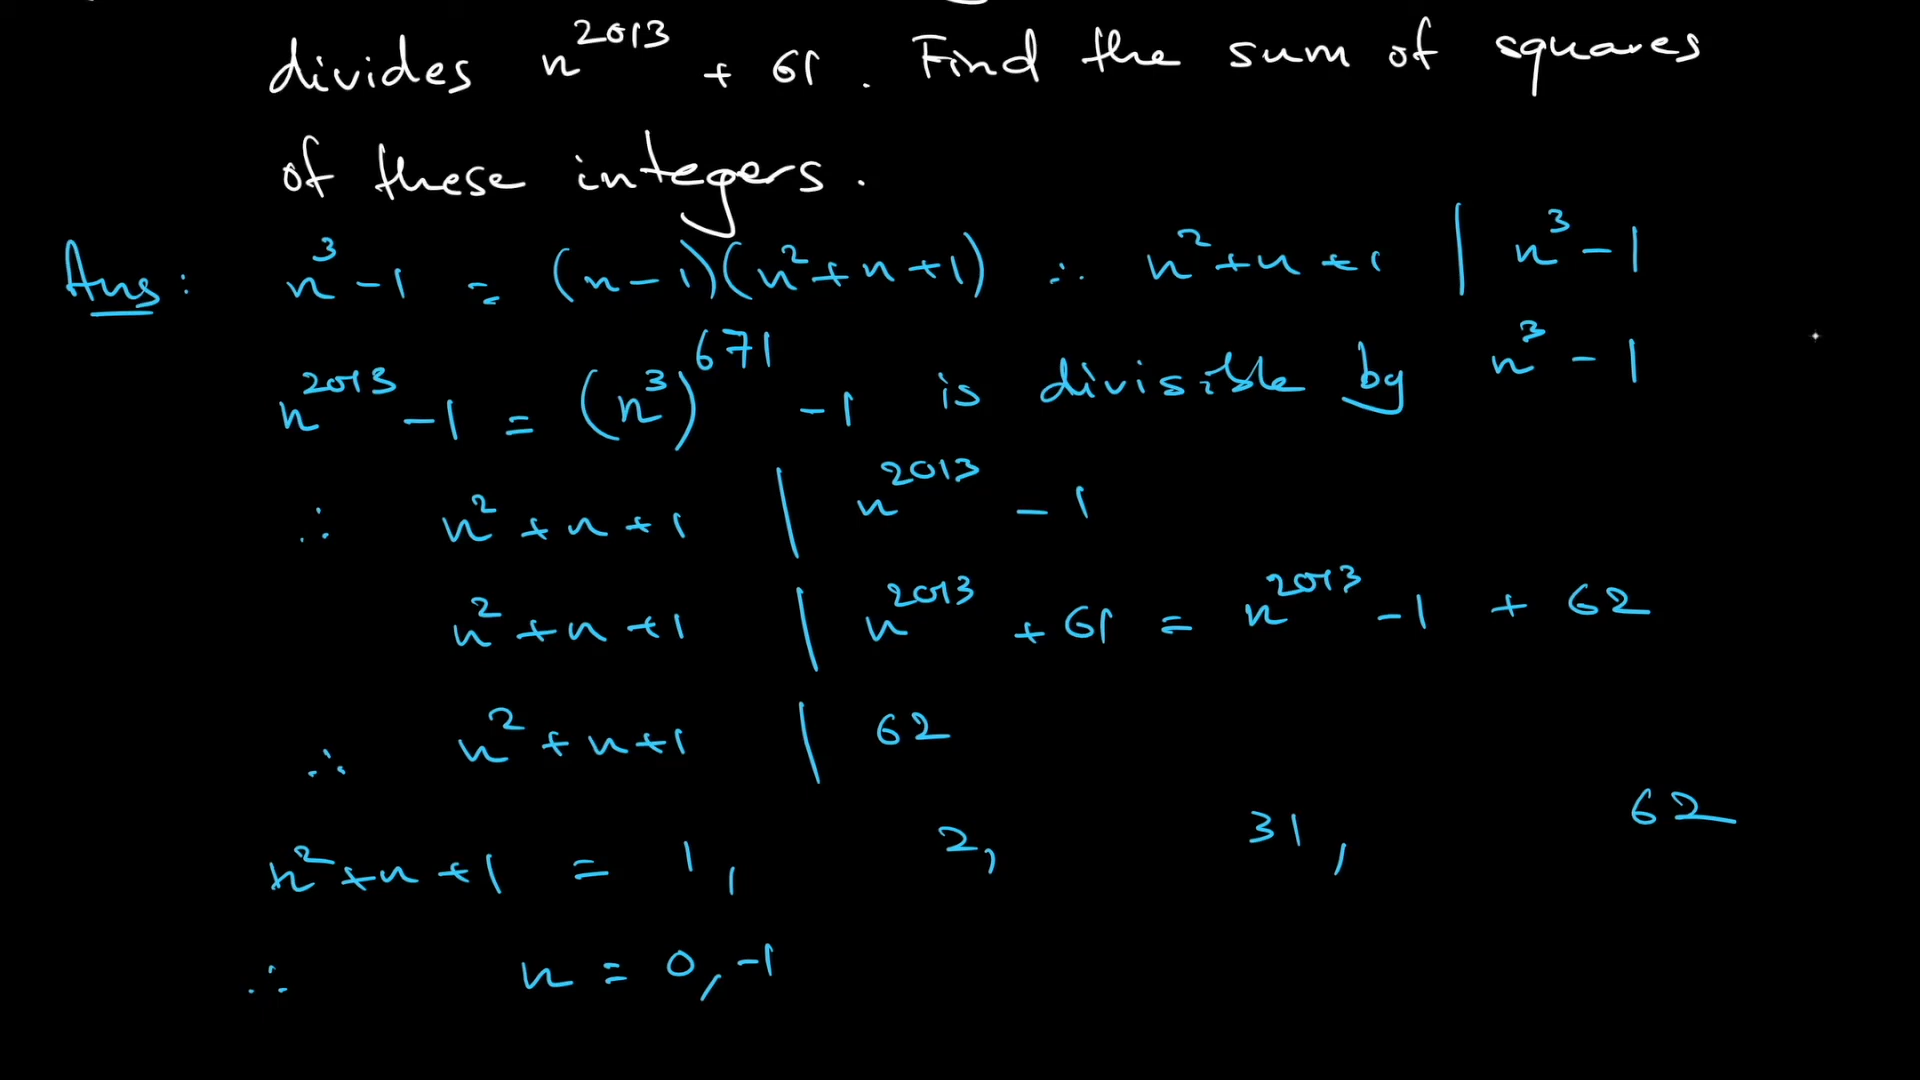 divides n^2013 + 61. Find the sum of squares
of these integers.
Ans: n^3 - 1 = (n-1)(n^2+n+1) ∴ n^2+n+1 | n^3 - 1
n^2013 - 1 = (n^3)^671 - 1 is divisible by n^3 - 1
∴ n^2+n+1 | n^2013 - 1
n^2+n+1 | n^2013 + 61 = n^2013 - 1 + 62
∴ n^2+n+1 | 62
n^2+n+1 = 1, 2, 31, 62
∴ n = 0, -1